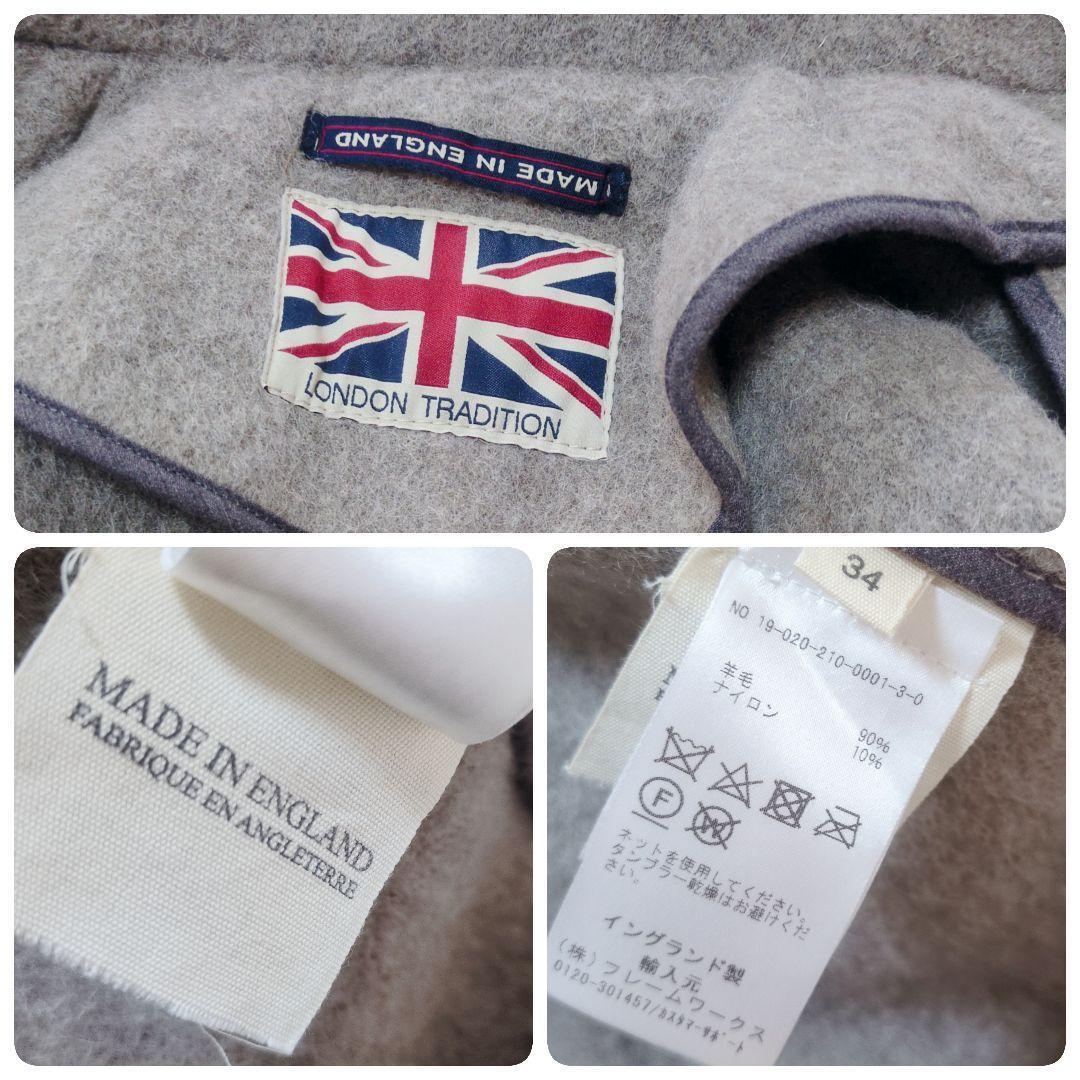 MADE IN ENGLAND
LONDON TRADITION
MADE IN ENGLAND
FABRIQUE EN ANGLETERRE
34
NO 19-020-210-0001-3-0
羊毛 90%
ナイロン 10%
F
W
ネットを使用してください。
タンブラー乾燥はお避けくだ
さい。
イングランド製
輸入元
(株)フレームワークス
0120-301457/カスタマーサポート